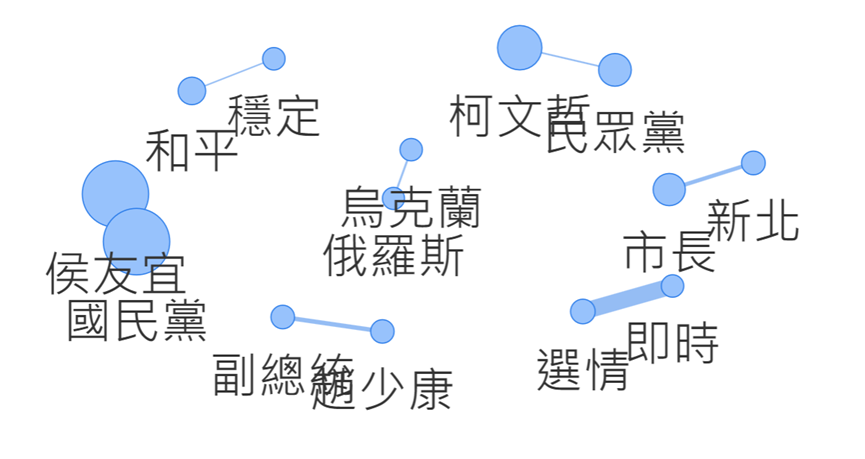 穩定
柯文哲
民眾黨
和平
烏克蘭
新北
市長
俄羅斯
侯友宜
國民黨
即時
選情
副總統
趙少康